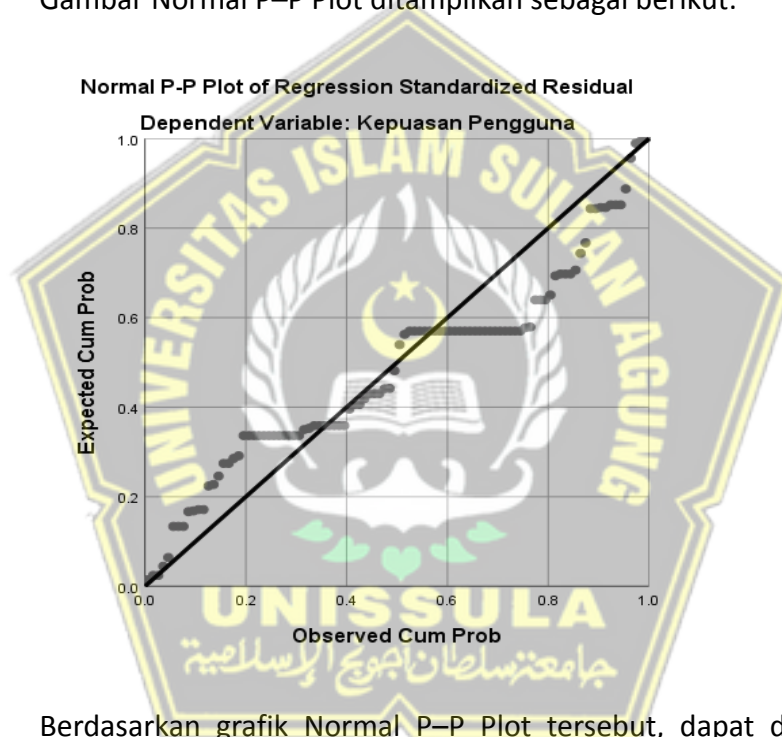 Gambar Normal P–P Plot ditampilkan sebagai berikut:
Normal P-P Plot of Regression Standardized Residual
Dependent Variable: Kepuasan Pengguna
Expected Cum Prob
1.0
0.8
0.6
0.4
0.2
0.0
0.0 0.2 0.4 0.6 0.8 1.0
Observed Cum Prob
UNIVERSITAS ISLAM SULTAN AGUNG
UNISSULA
جامعة سلطان أجونج الإسلامية
Berdasarkan grafik Normal P–P Plot tersebut, dapat